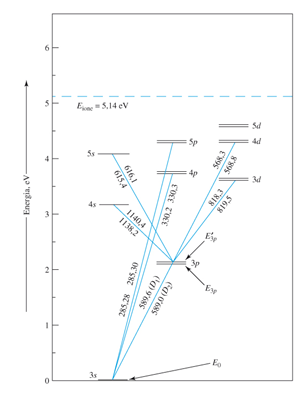 6
E_ione = 5,14 eV
5
5d
5s
5p
4d
4
568,3
568,8
616,1
615,4
4p
3d
330,3
330,2
818,3
819,5
4s
3
1140,4
1138,2
E'_3p
3p
2
E_3p
285,30
285,28
589,6 (D_1)
589,0 (D_2)
1
E_0
3s
0
Energia, eV